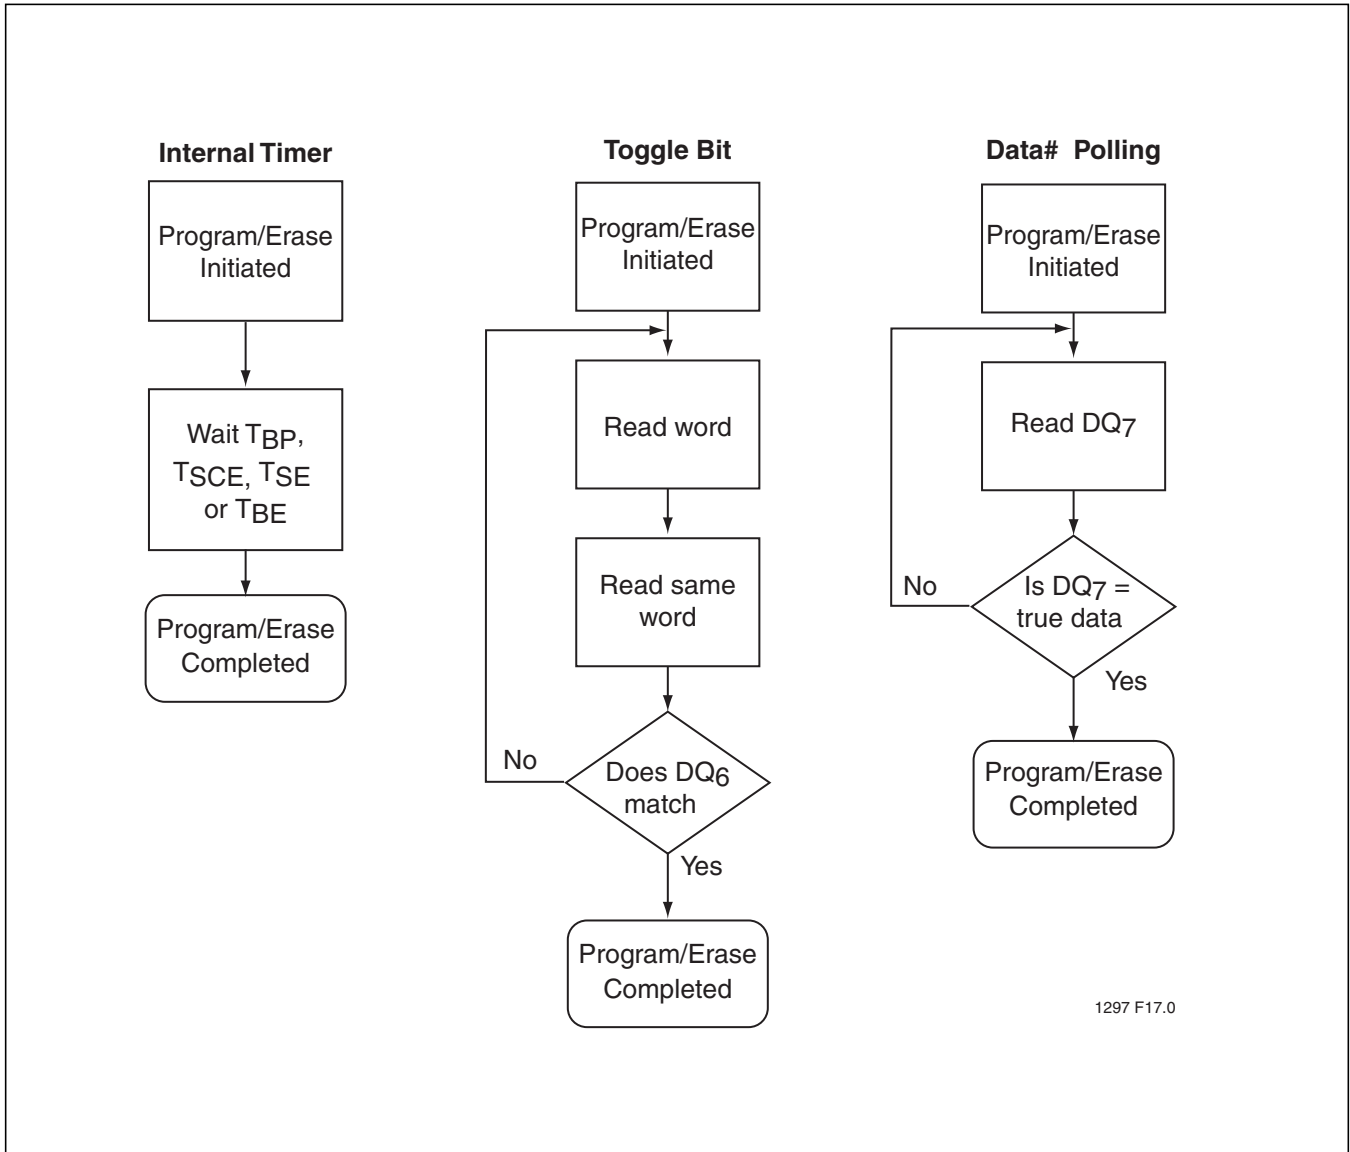 Internal Timer
Program/Erase
Initiated
Wait TBP,
TSCE, TSE
or TBE
Program/Erase
Completed
Toggle Bit
Program/Erase
Initiated
Read word
Read same
word
Does DQ6
match
No
Yes
Program/Erase
Completed
Data# Polling
Program/Erase
Initiated
Read DQ7
Is DQ7 =
true data
No
Yes
Program/Erase
Completed
1297 F17.0